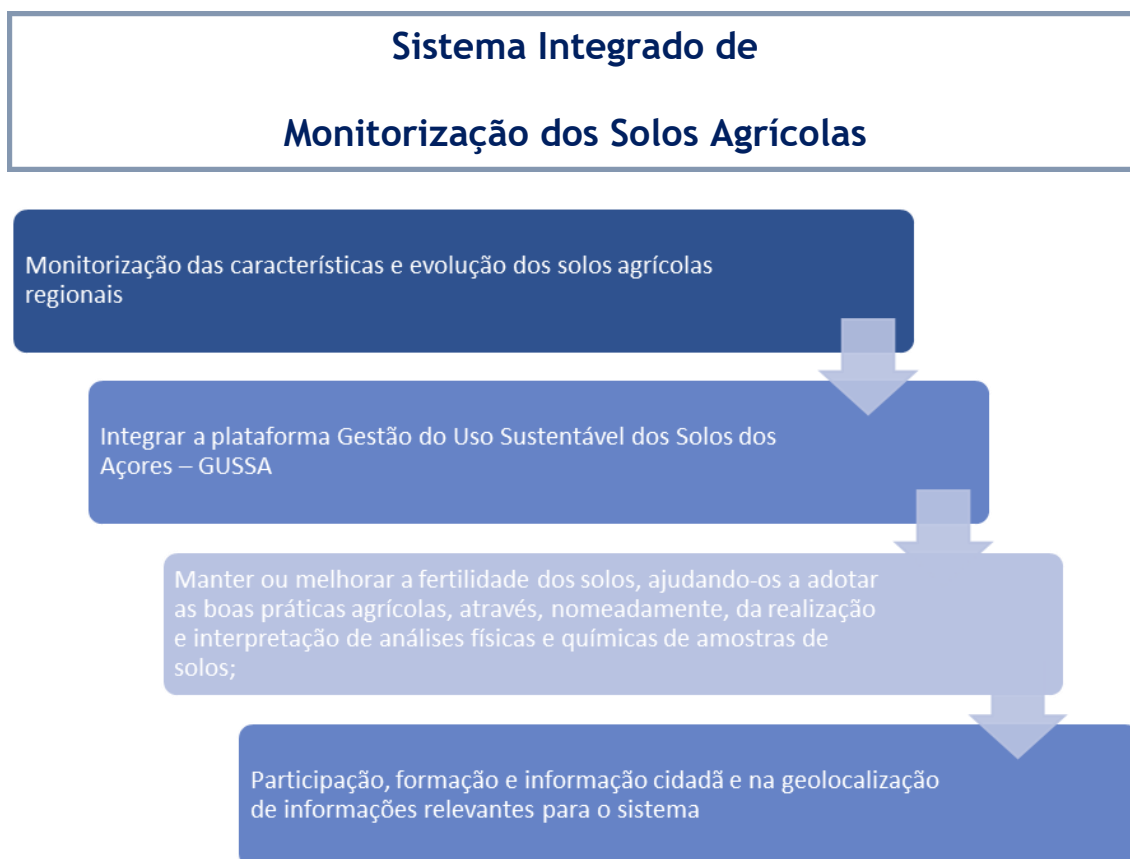 Sistema Integrado de
Monitorização dos Solos Agrícolas
Monitorização das características e evolução dos solos agrícolas
regionais
Integrar a plataforma Gestão do Uso Sustentável dos Solos dos
Açores – GUSSA
Manter ou melhorar a fertilidade dos solos, ajudando-os a adotar
as boas práticas agrícolas, através, nomeadamente, da realização
e interpretação de análises físicas e químicas de amostras de
solos;
Participação, formação e informação cidadã e na geolocalização
de informações relevantes para o sistema